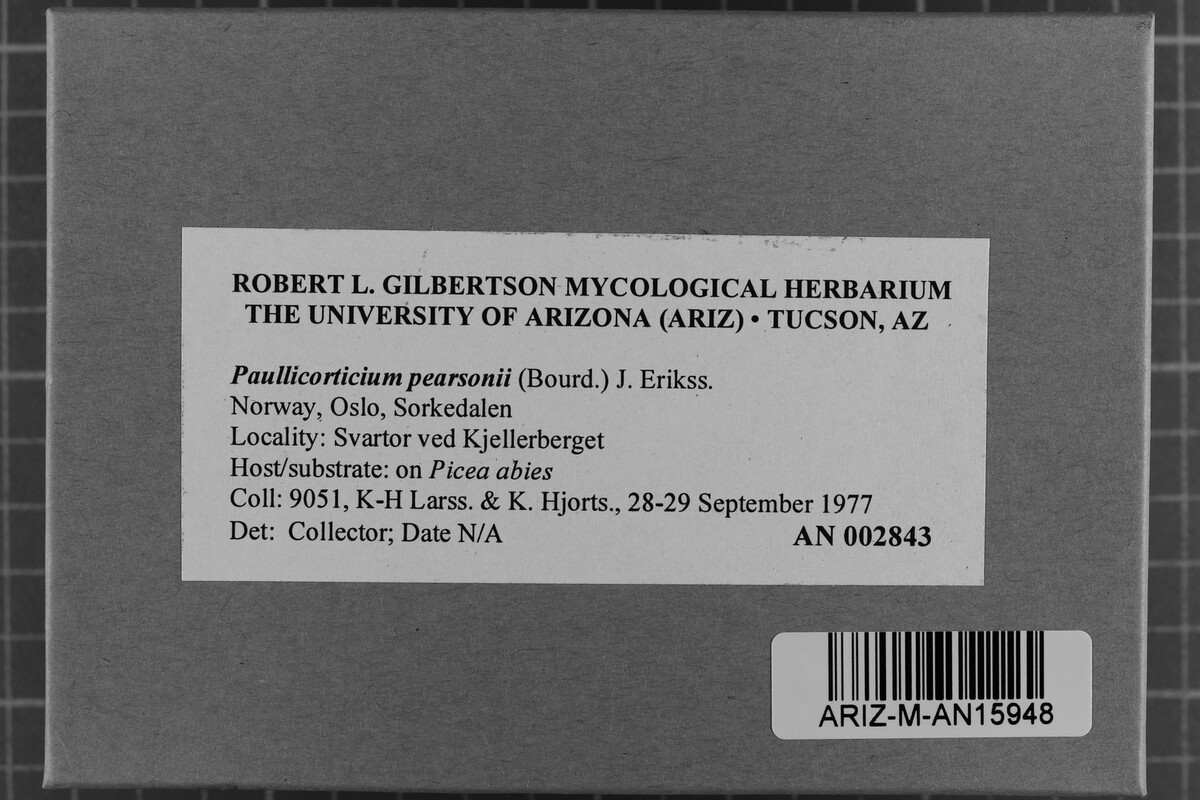 ROBERT L. GILBERTSON MYCOLOGICAL HERBARIUM
THE UNIVERSITY OF ARIZONA (ARIZ) • TUCSON, AZ
Paullicorticium pearsonii (Bourd.) J. Erikss.
Norway, Oslo, Sorkedalen
Locality: Svartor ved Kjellerberget
Host/substrate: on Picea abies
Coll: 9051, K-H Larss. & K. Hjorts., 28-29 September 1977
Det: Collector; Date N/A AN 002843
ARIZ-M-AN15948